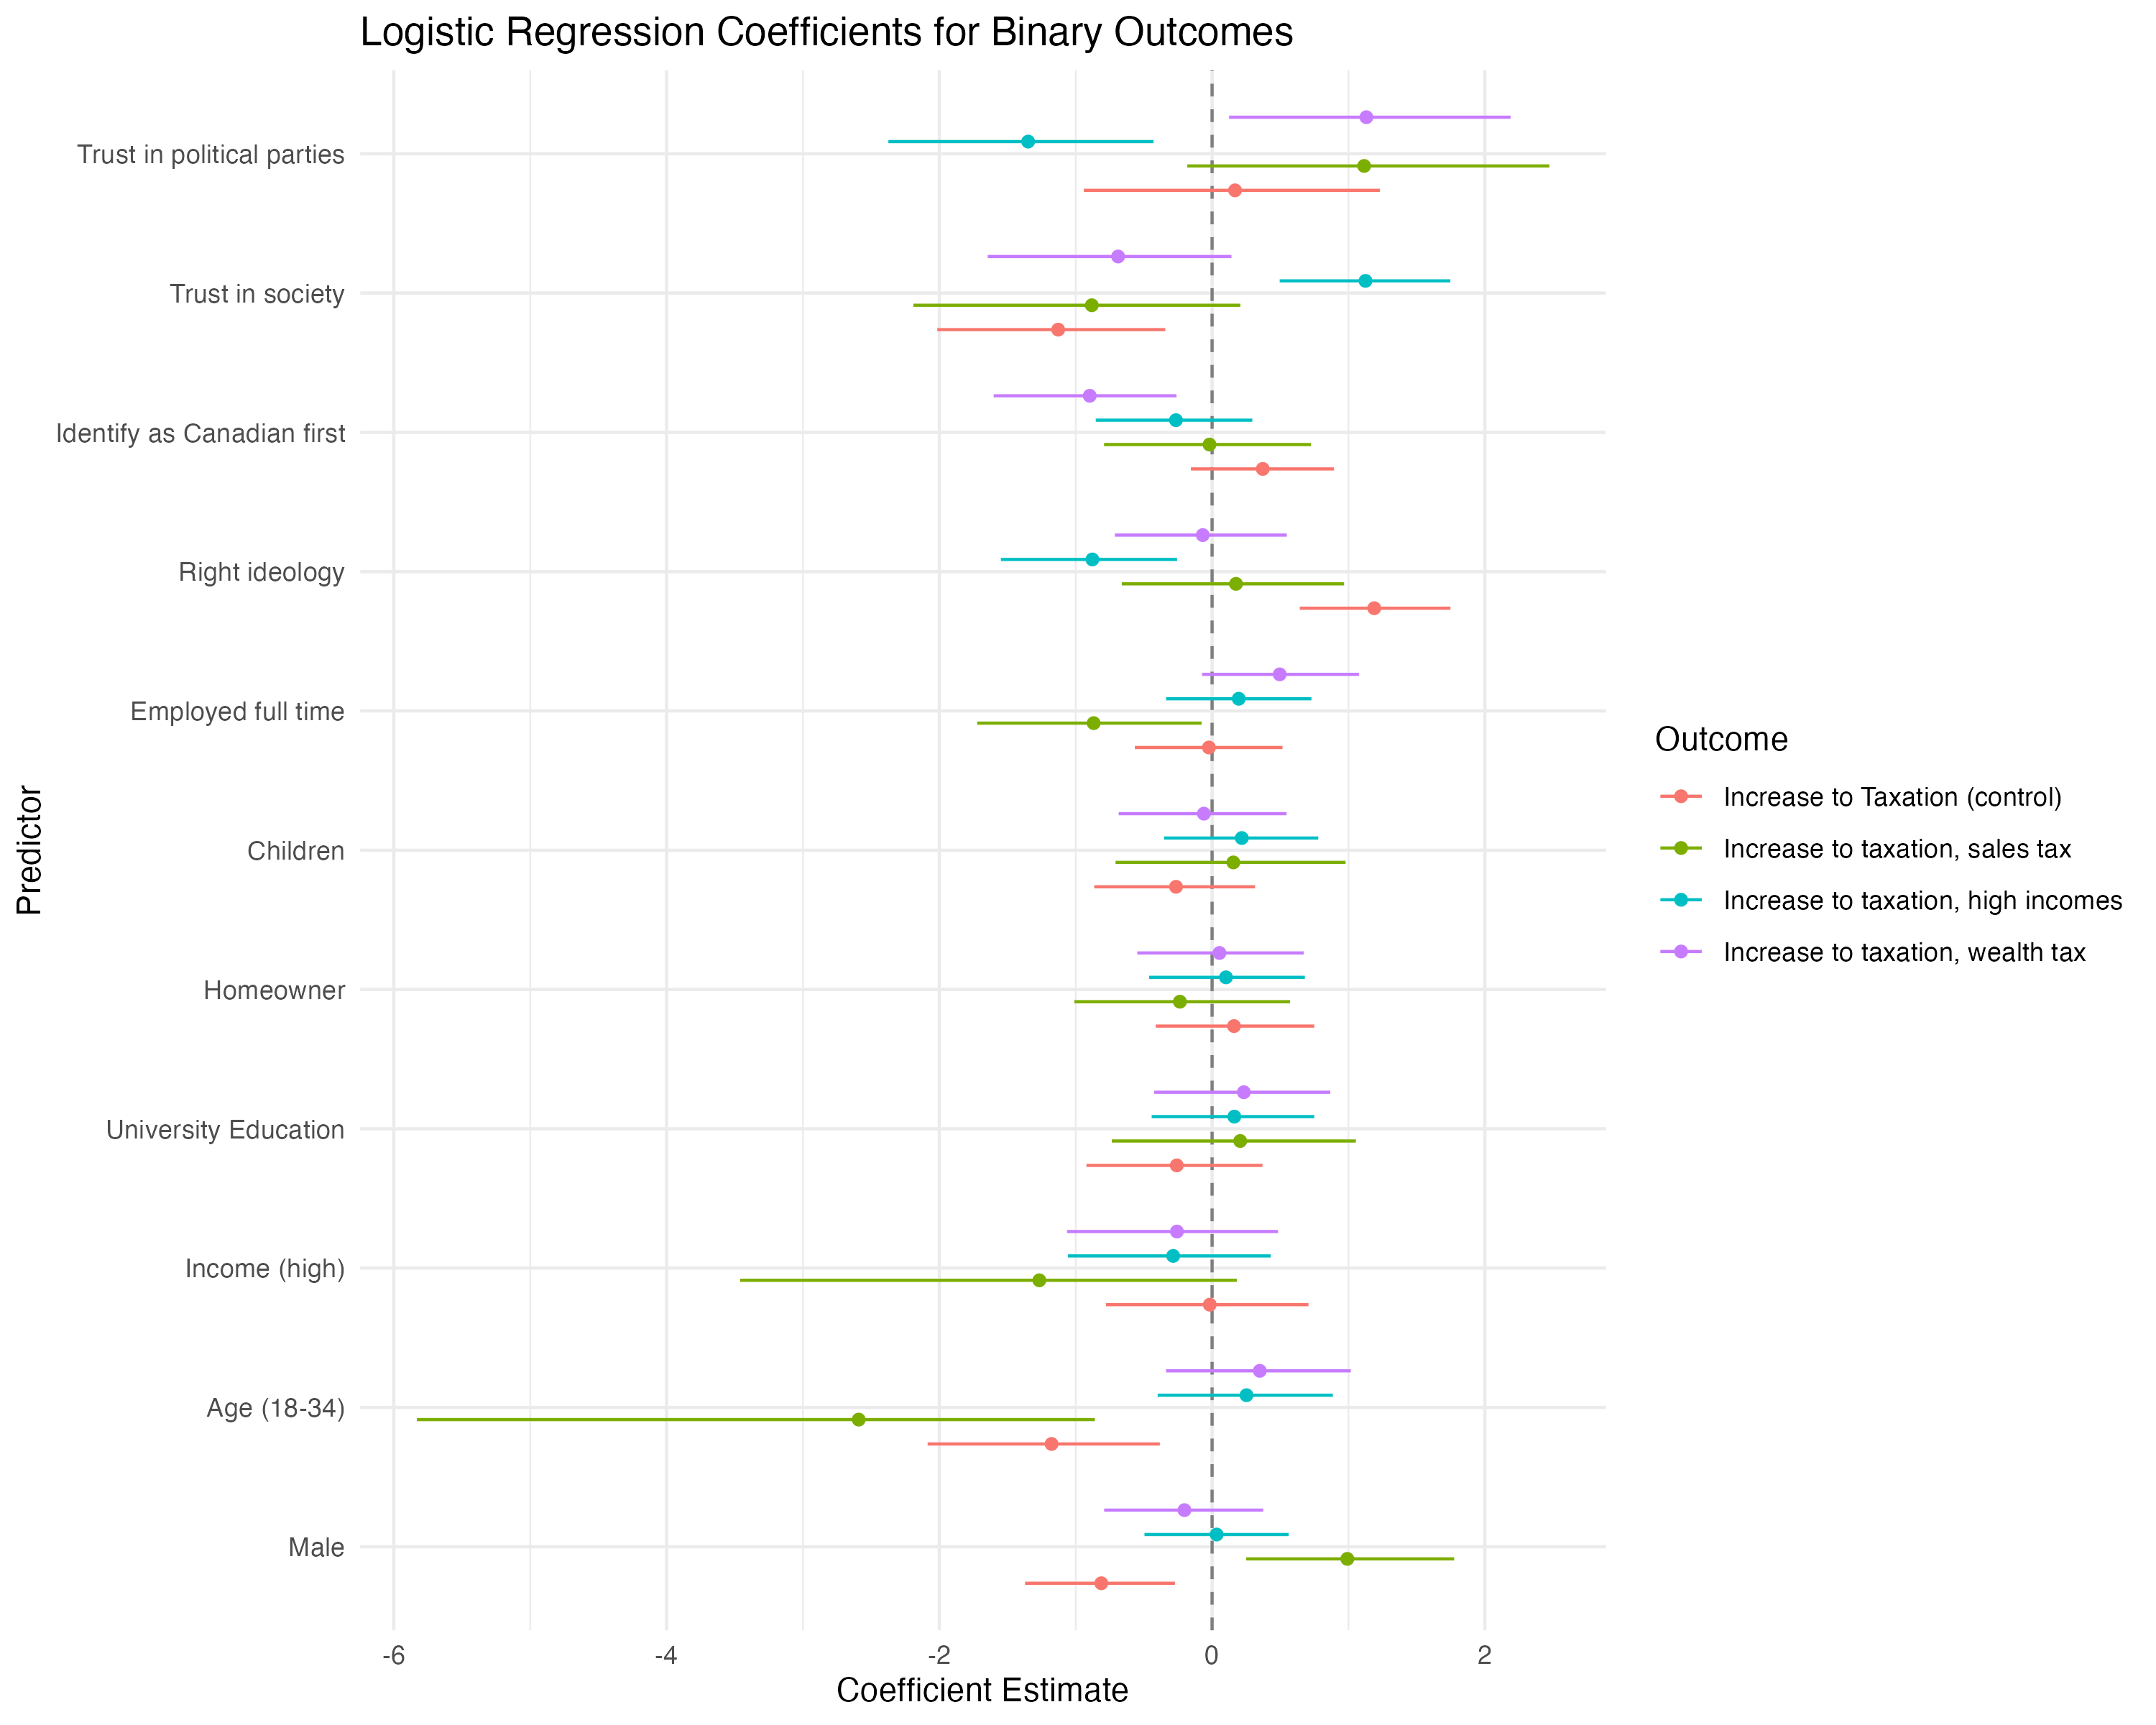 Logistic Regression Coefficients for Binary Outcomes
Predictor
Trust in political parties
Trust in society
Identify as Canadian first
Right ideology
Employed full time
Children
Homeowner
University Education
Income (high)
Age (18-34)
Male
-6
-4
-2
0
2
Coefficient Estimate
Outcome
Increase to Taxation (control)
Increase to taxation, sales tax
Increase to taxation, high incomes
Increase to taxation, wealth tax